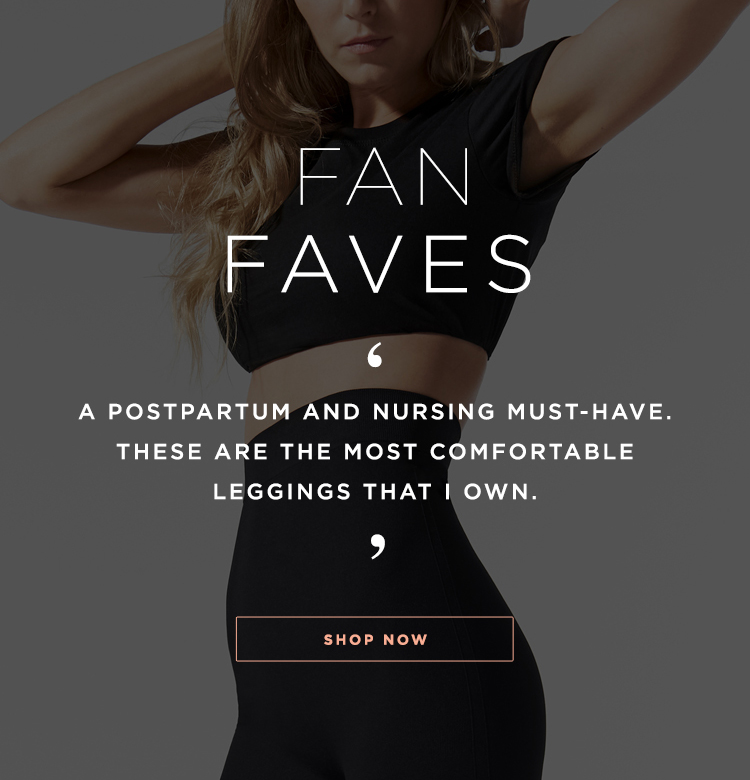 FAN
FAVES
‘
A POSTPARTUM AND NURSING MUST-HAVE.
THESE ARE THE MOST COMFORTABLE
LEGGINGS THAT I OWN.
’
SHOP NOW